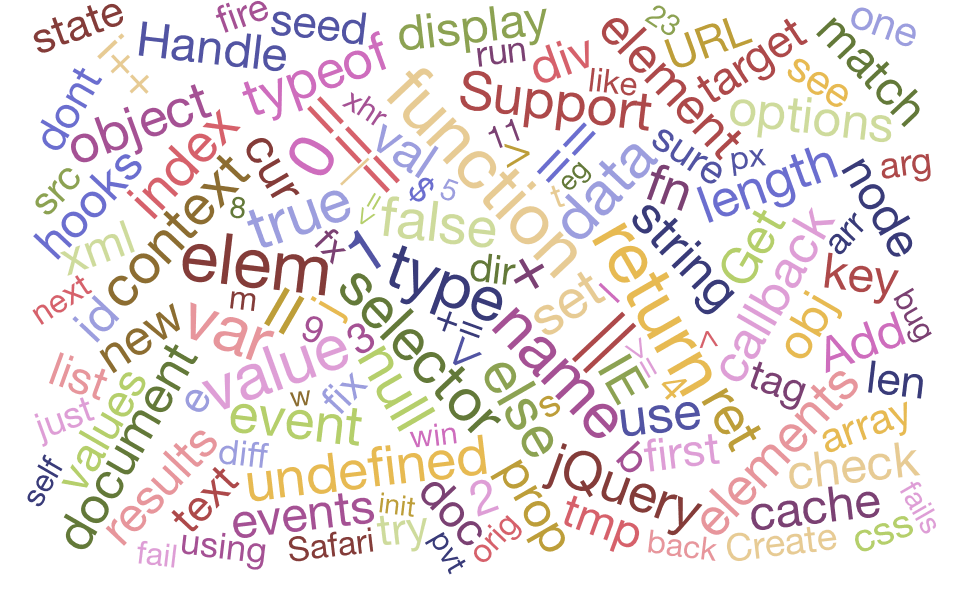 state
fire
seed
display
23
URL
one
Handle
run
div
element
target
match
i++
typeof
like
see
dont
object
xhr
function
Support
options
index
0
===
val
11
>
==
sure
px
arg
src
hooks
cur
$
5
t
eg
data
fn
length
node
context
8
true
false
string
Get
arr
xml
elem
fx
1
type
dir
x
set
return
callback
key
next
id
m
||
j
selector
+=
name
obj
bug
new
var
9
3
<
IE
4
Add
list
value
null
else
tag
len
just
values
document
e
w
fix
s
use
ret
elements
array
event
win
6
first
self
results
diff
undefined
prop
jQuery
check
text
events
init
doc
2
tmp
cache
css
fails
fail
using
Safari
try
pvt
orig
back
Create